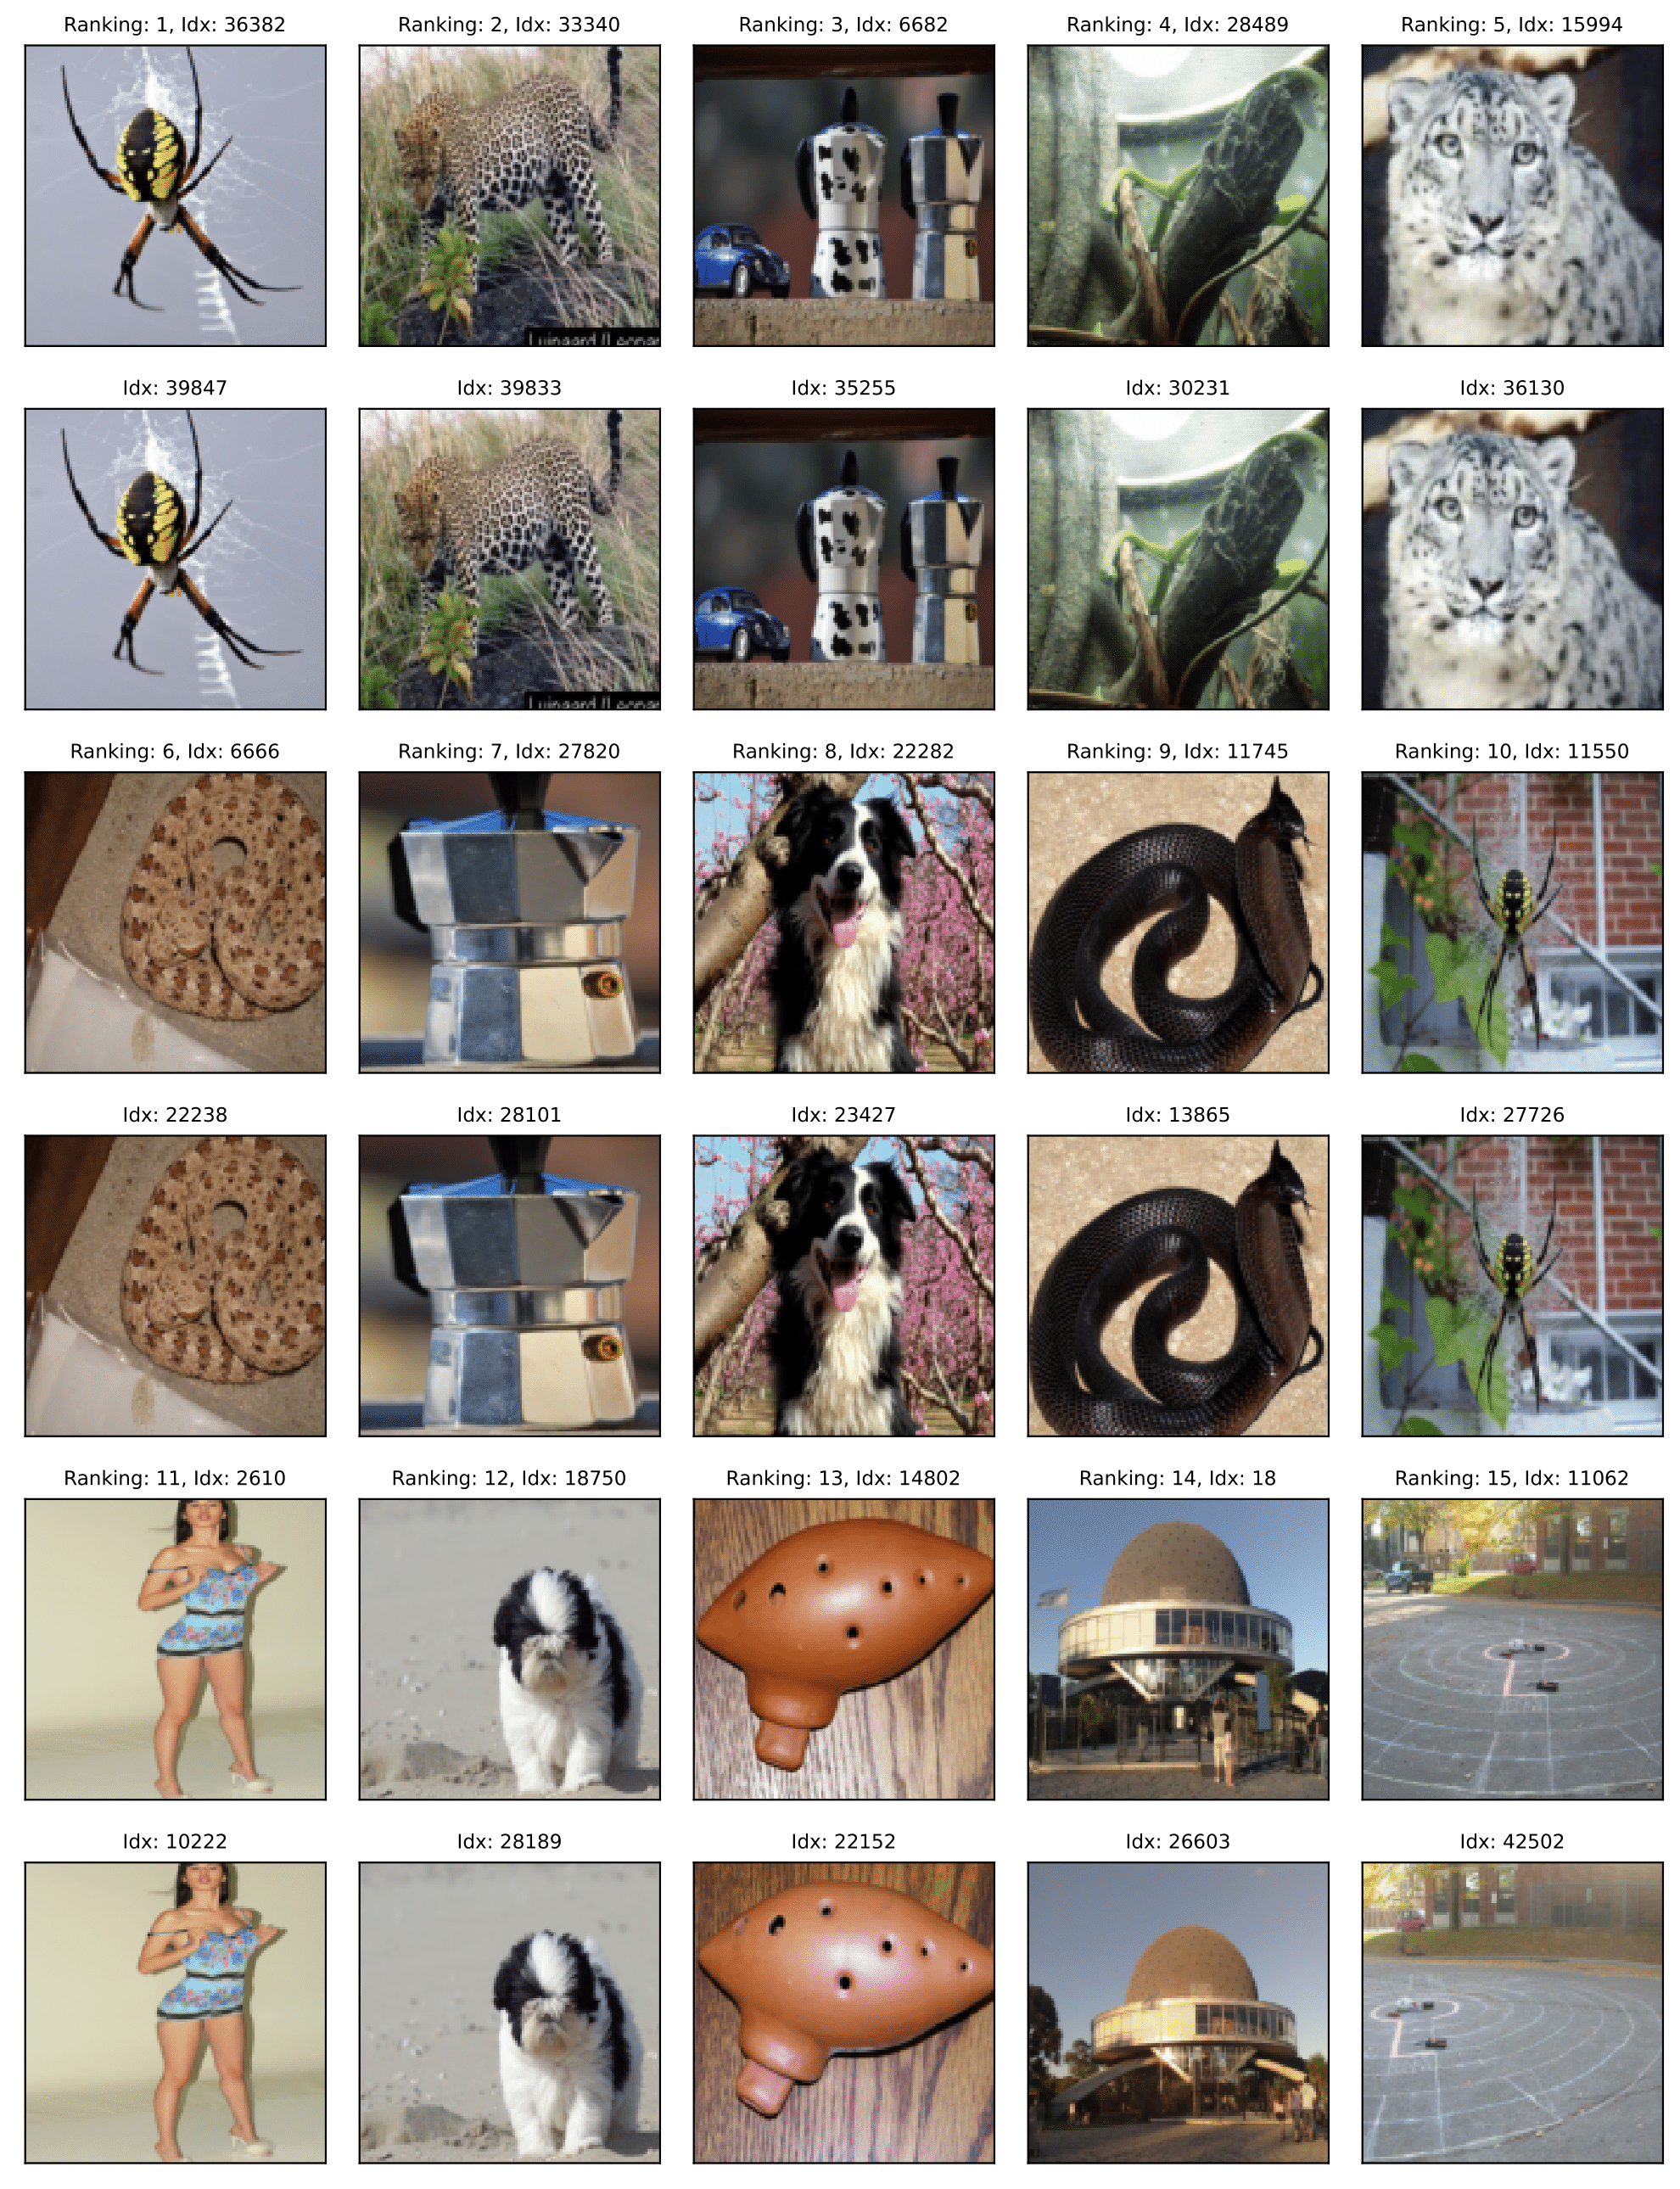 Ranking: 1, Idx: 36382
Ranking: 2, Idx: 33340
Ranking: 3, Idx: 6682
Ranking: 4, Idx: 28489
Ranking: 5, Idx: 15994
Idx: 39847
Idx: 39833
Idx: 35255
Idx: 30231
Idx: 36130
Ranking: 6, Idx: 6666
Ranking: 7, Idx: 27820
Ranking: 8, Idx: 22282
Ranking: 9, Idx: 11745
Ranking: 10, Idx: 11550
Idx: 22238
Idx: 28101
Idx: 23427
Idx: 13865
Idx: 27726
Ranking: 11, Idx: 2610
Ranking: 12, Idx: 18750
Ranking: 13, Idx: 14802
Ranking: 14, Idx: 18
Ranking: 15, Idx: 11062
Idx: 10222
Idx: 28189
Idx: 22152
Idx: 26603
Idx: 42502